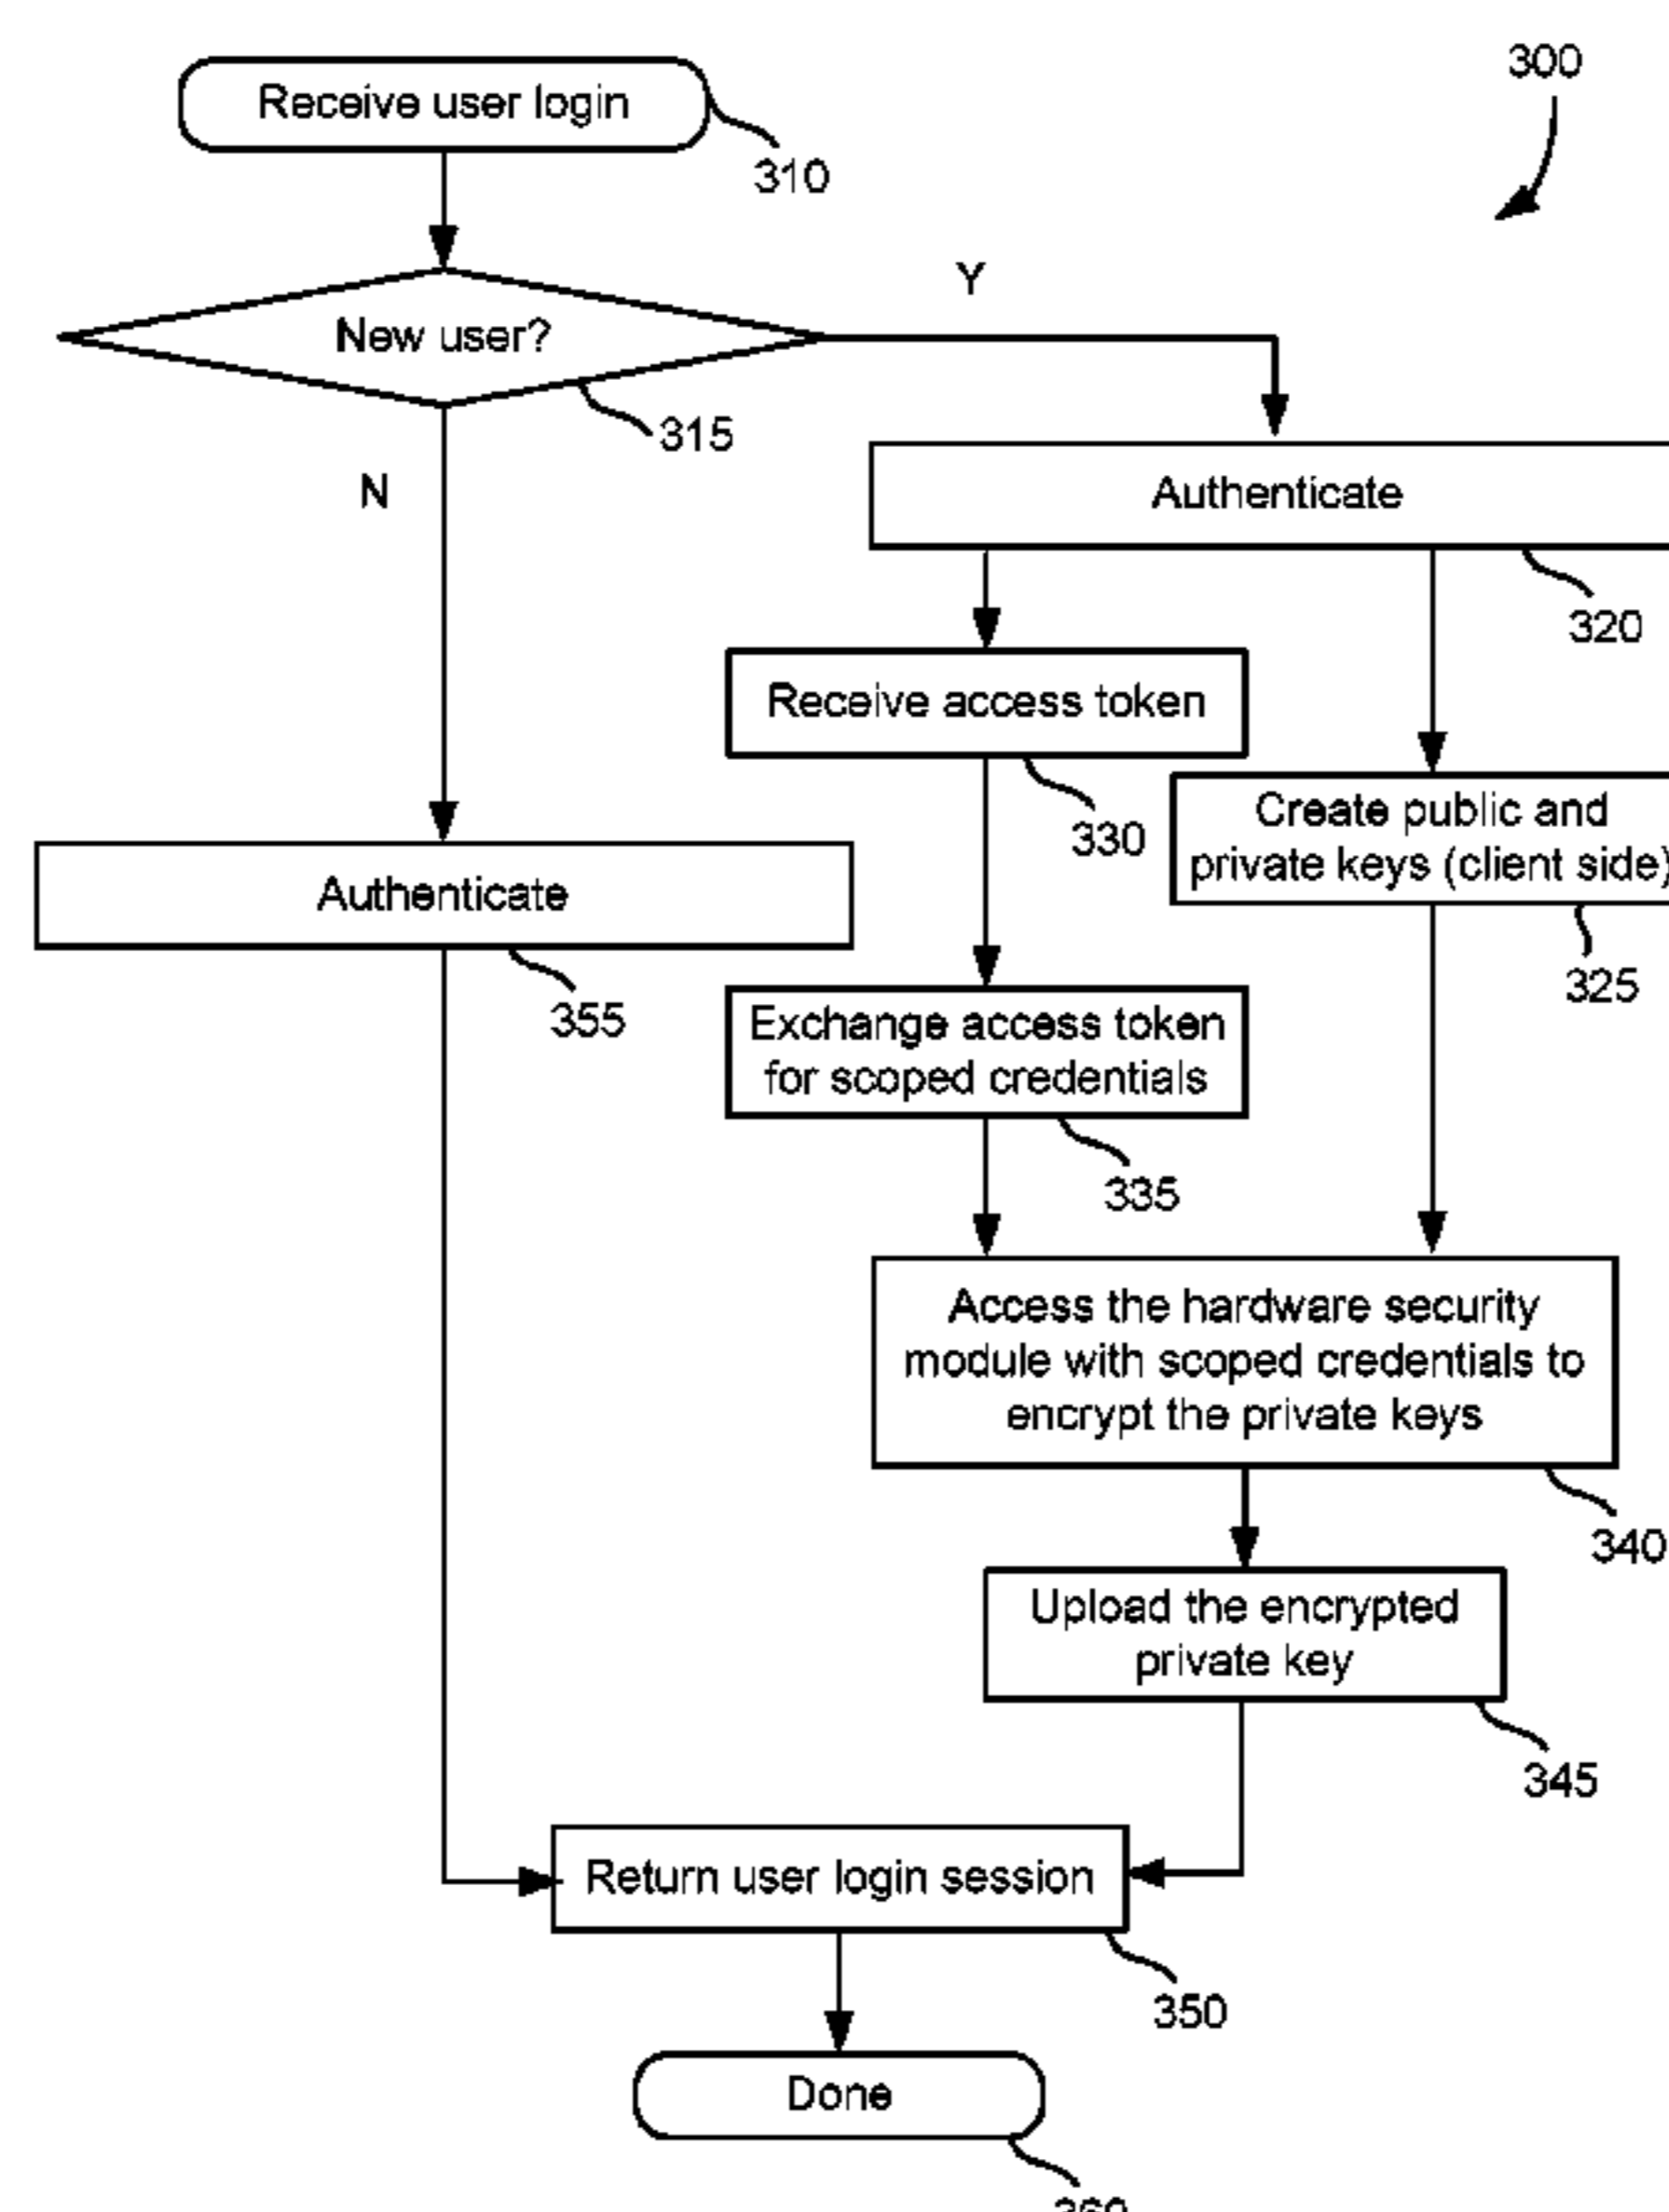 300
Receive user login
310
New user?
Y
315
N
Authenticate
320
Receive access token
330
Create public and
private keys (client side)
325
Authenticate
355
Exchange access token
for scoped credentials
335
Access the hardware security
module with scoped credentials to
encrypt the private keys
340
Upload the encrypted
private key
345
Return user login session
350
Done